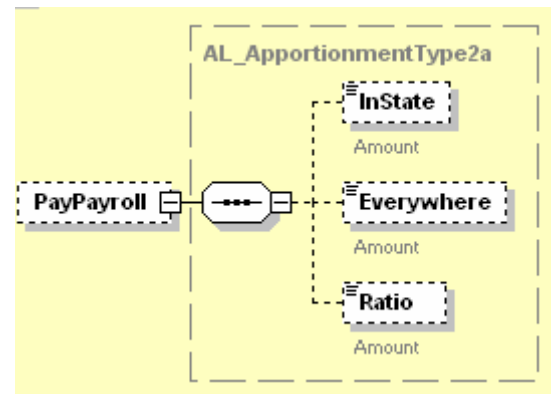 AL_ApportionmentType2a
InState
Amount
PayPayroll
Everywhere
Amount
Ratio
Amount